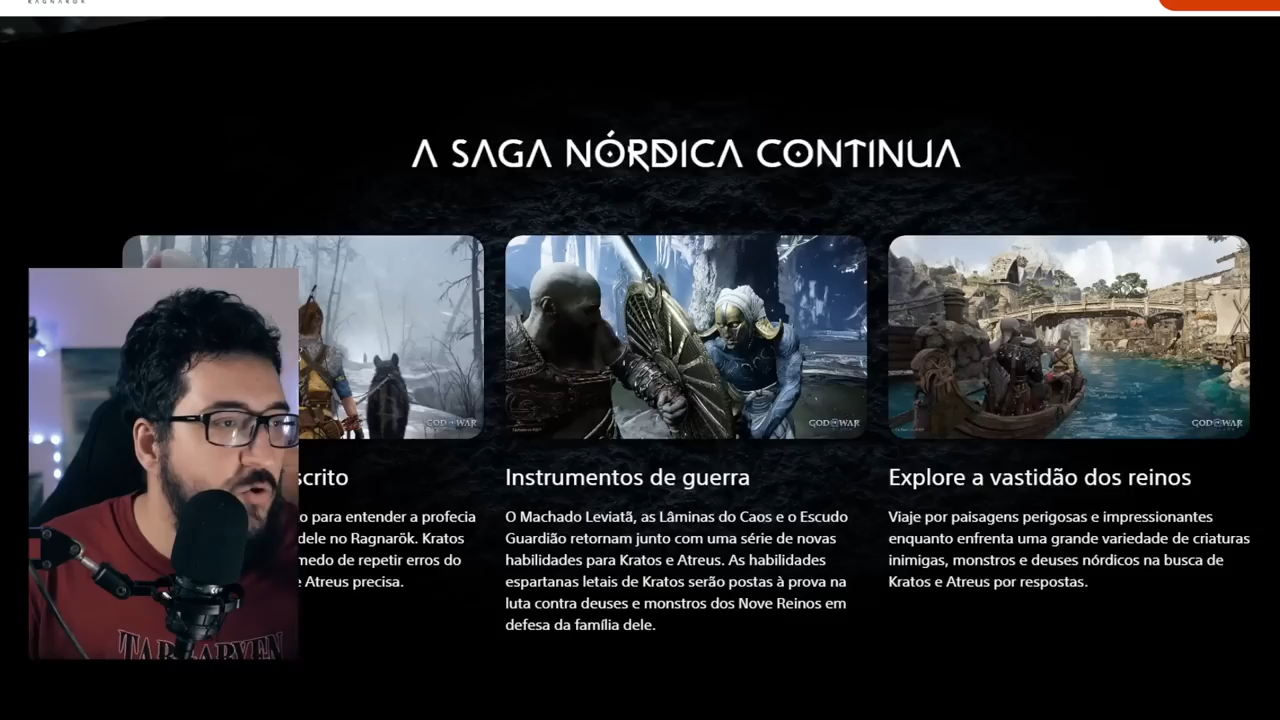 RAGNARÖK
A SAGA NÓRDICA CONTINUA
GOD OF WAR
GOD OF WAR
GOD OF WAR
scrito
Instrumentos de guerra
Explore a vastidão dos reinos
o para entender a profecia
dele no Ragnarök. Kratos
medo de repetir erros do
e Atreus precisa.
O Machado Leviatã, as Lâminas do Caos e o Escudo
Guardião retornam junto com uma série de novas
habilidades para Kratos e Atreus. As habilidades
espartanas letais de Kratos serão postas à prova na
luta contra deuses e monstros dos Nove Reinos em
defesa da família dele.
Viaje por paisagens perigosas e impressionantes
enquanto enfrenta uma grande variedade de criaturas
inimigas, monstros e deuses nórdicos na busca de
Kratos e Atreus por respostas.